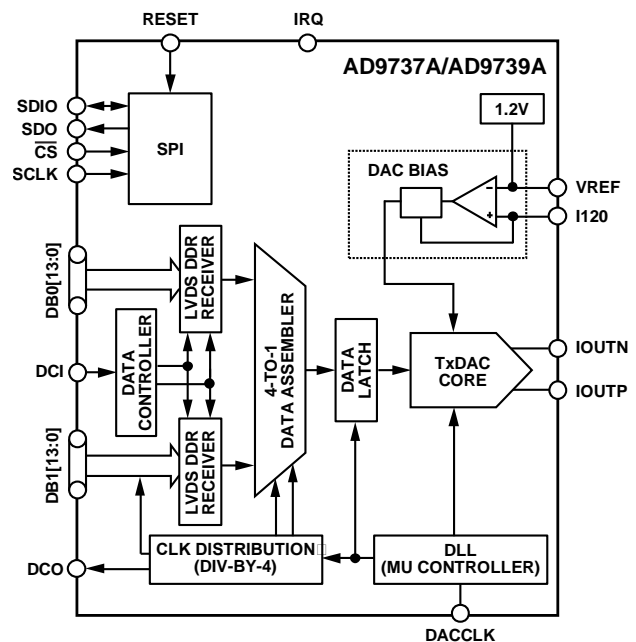 RESET
IRQ
AD9737A/AD9739A
SDIO
SDO
CS
SCLK
SPI
1.2V
DAC BIAS
VREF
I120
DB0[13:0]
LVDS DDR
RECEIVER
DCI
DATA
CONTROLLER
4-TO-1
DATA ASSEMBLER
DATA
LATCH
TxDAC
CORE
IOUTN
IOUTP
DB1[13:0]
LVDS DDR
RECEIVER
DCO
CLK DISTRIBUTION
(DIV-BY-4)
DLL
(MU CONTROLLER)
DACCLK